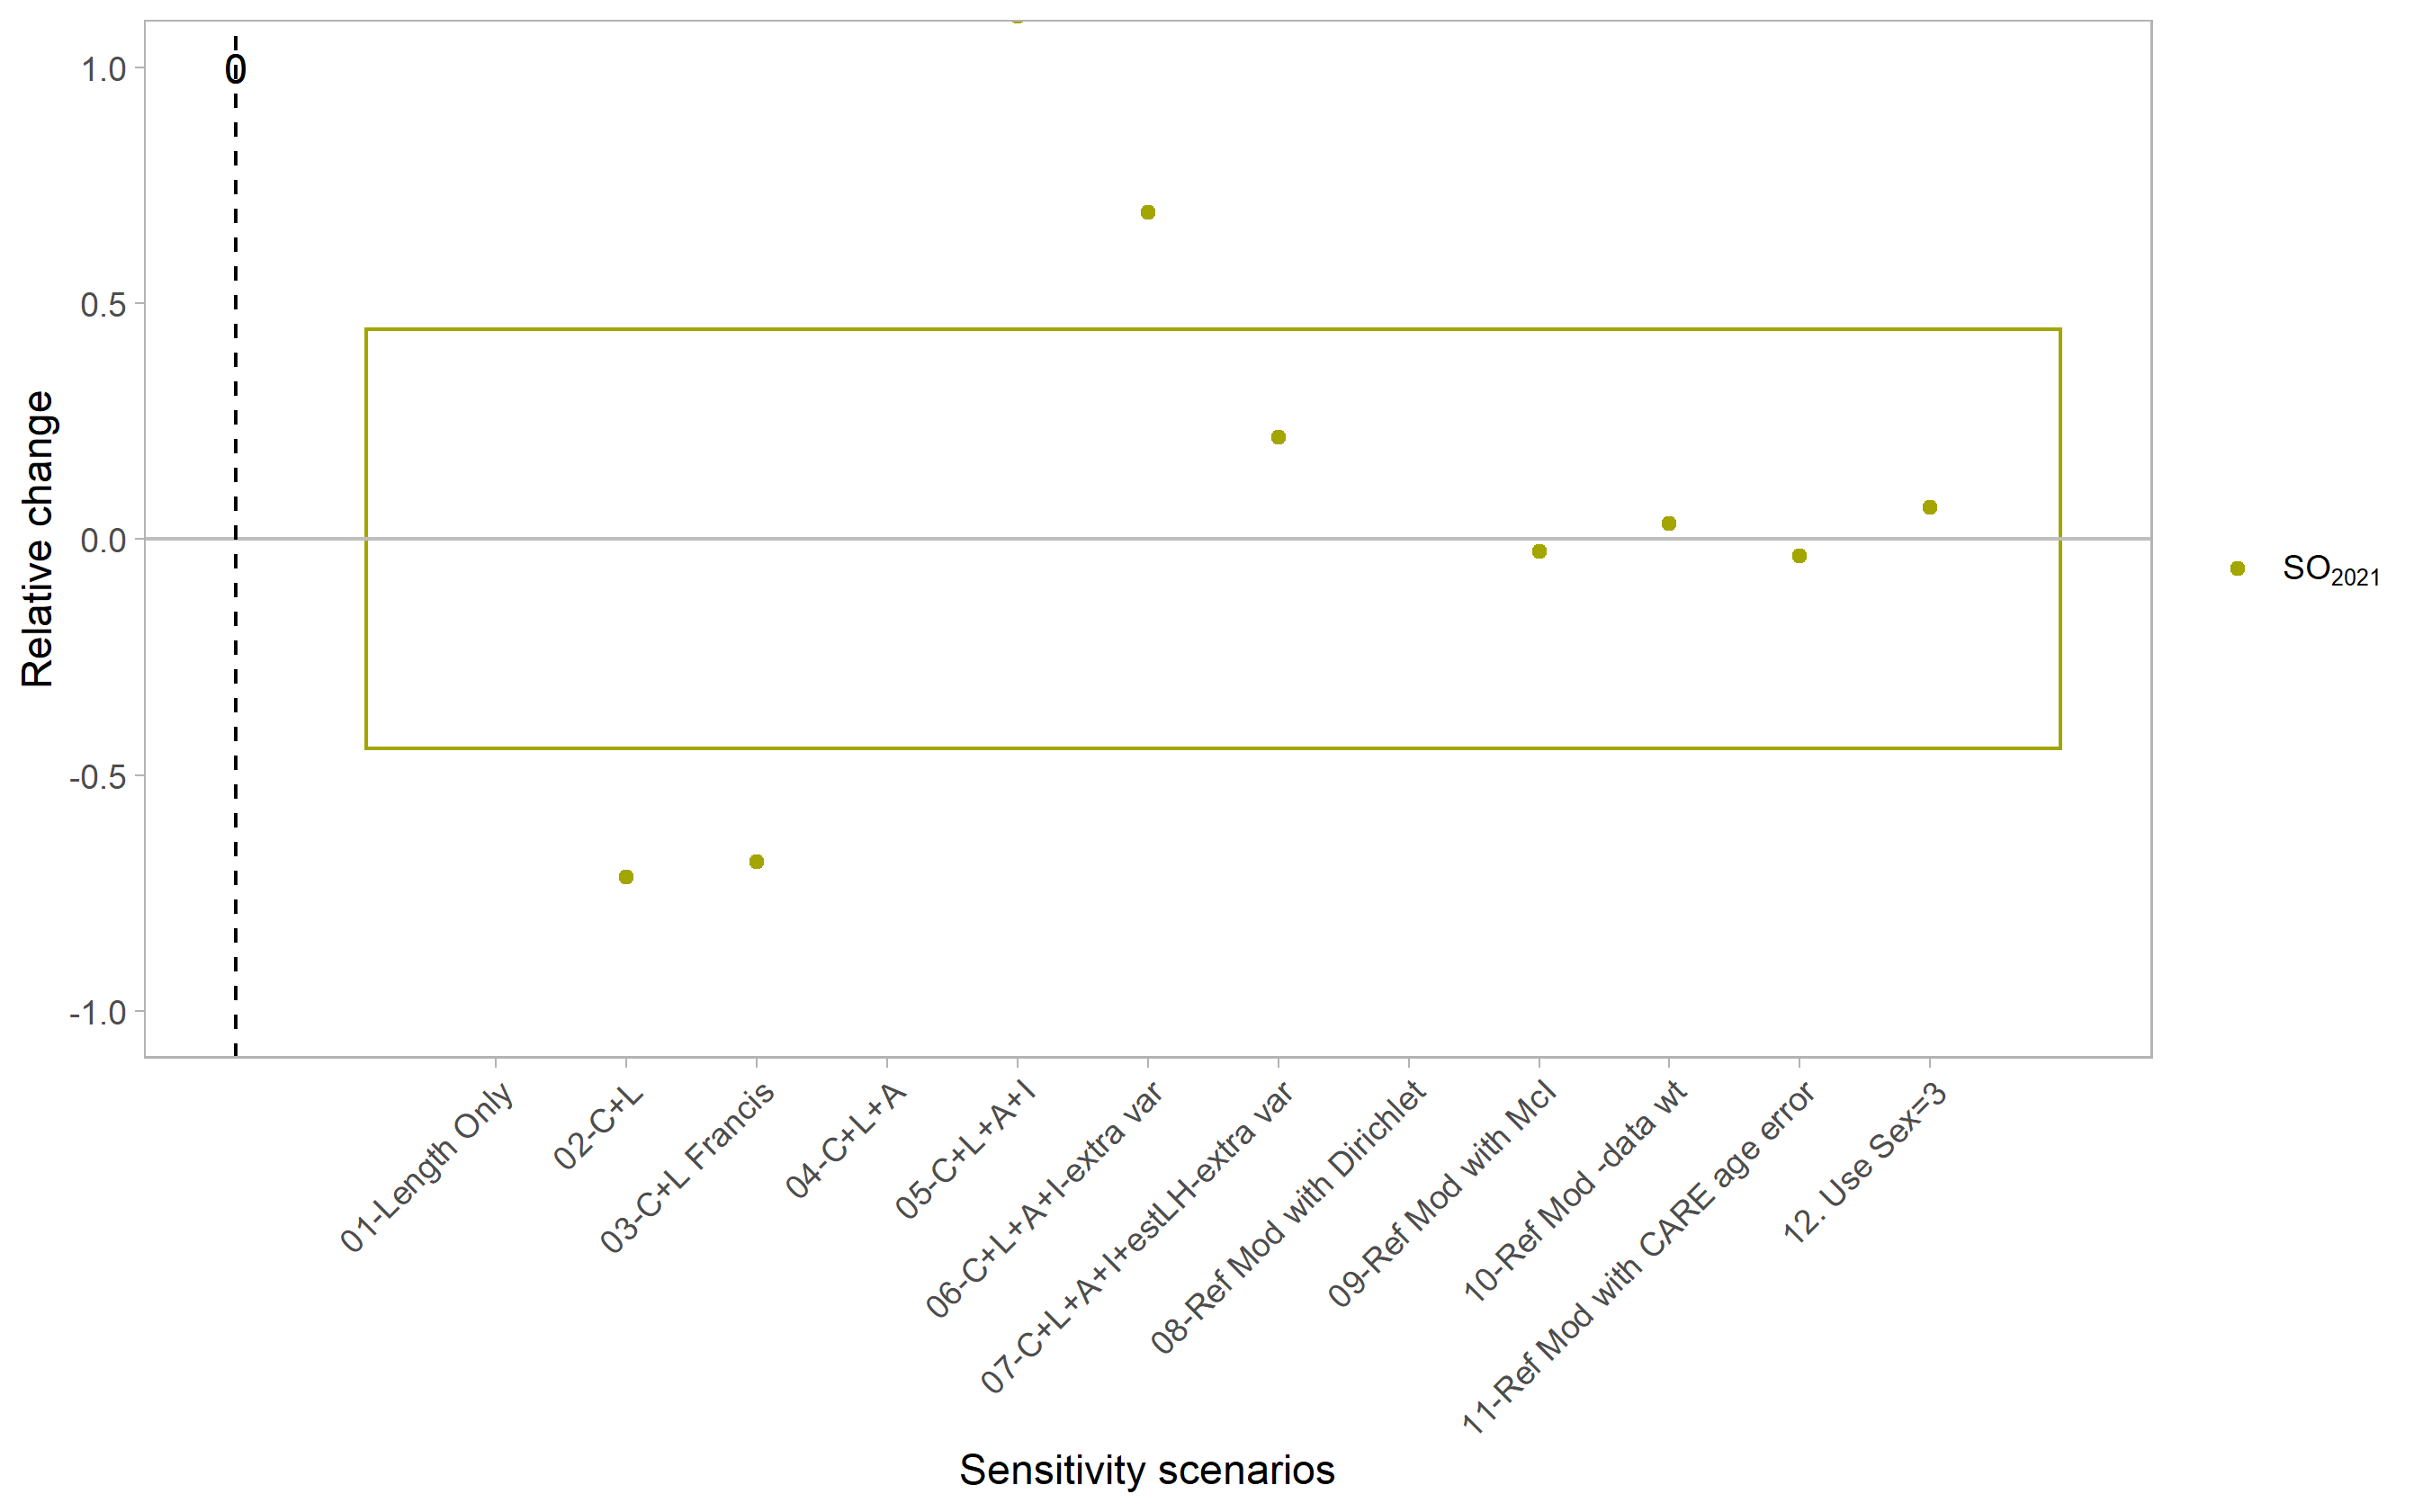 0
1.0
0.5
0.0
-0.5
-1.0
Relative change
01-Length Only
02-C+L
03-C+L Francis
04-C+L+A
05-C+L+A+I
06-C+L+A+I-extra var
07-C+L+A+I+estLH-extra var
08-Ref Mod with Dirichlet
09-Ref Mod with McI
10-Ref Mod -data wt
11-Ref Mod with CARE age error
12. Use Sex=3
Sensitivity scenarios
SO2021